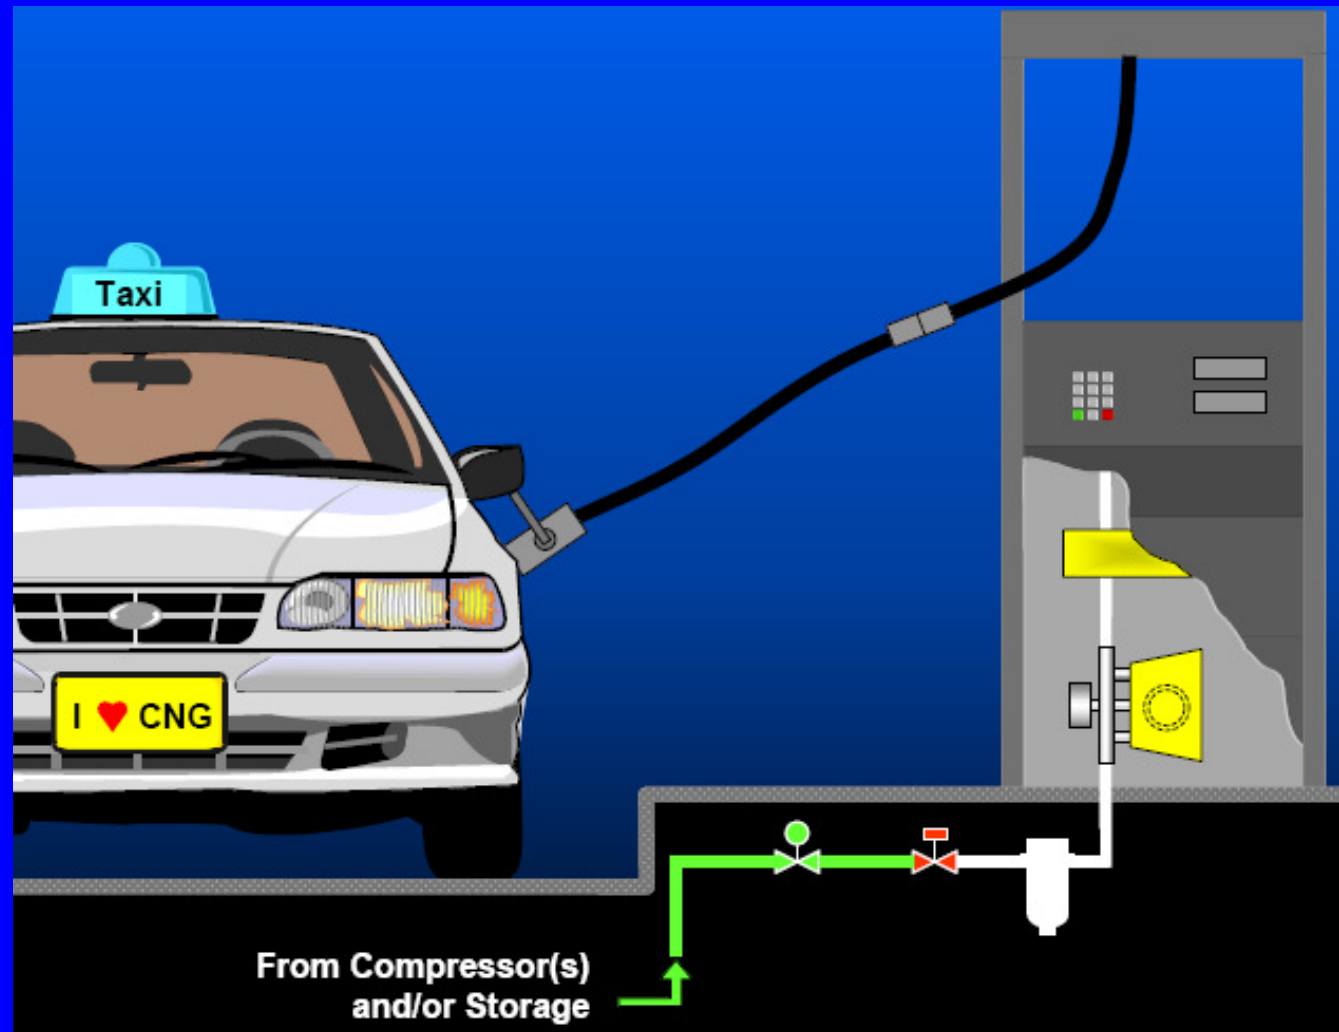 Taxi
I ♥ CNG
From Compressor(s)
and/or Storage